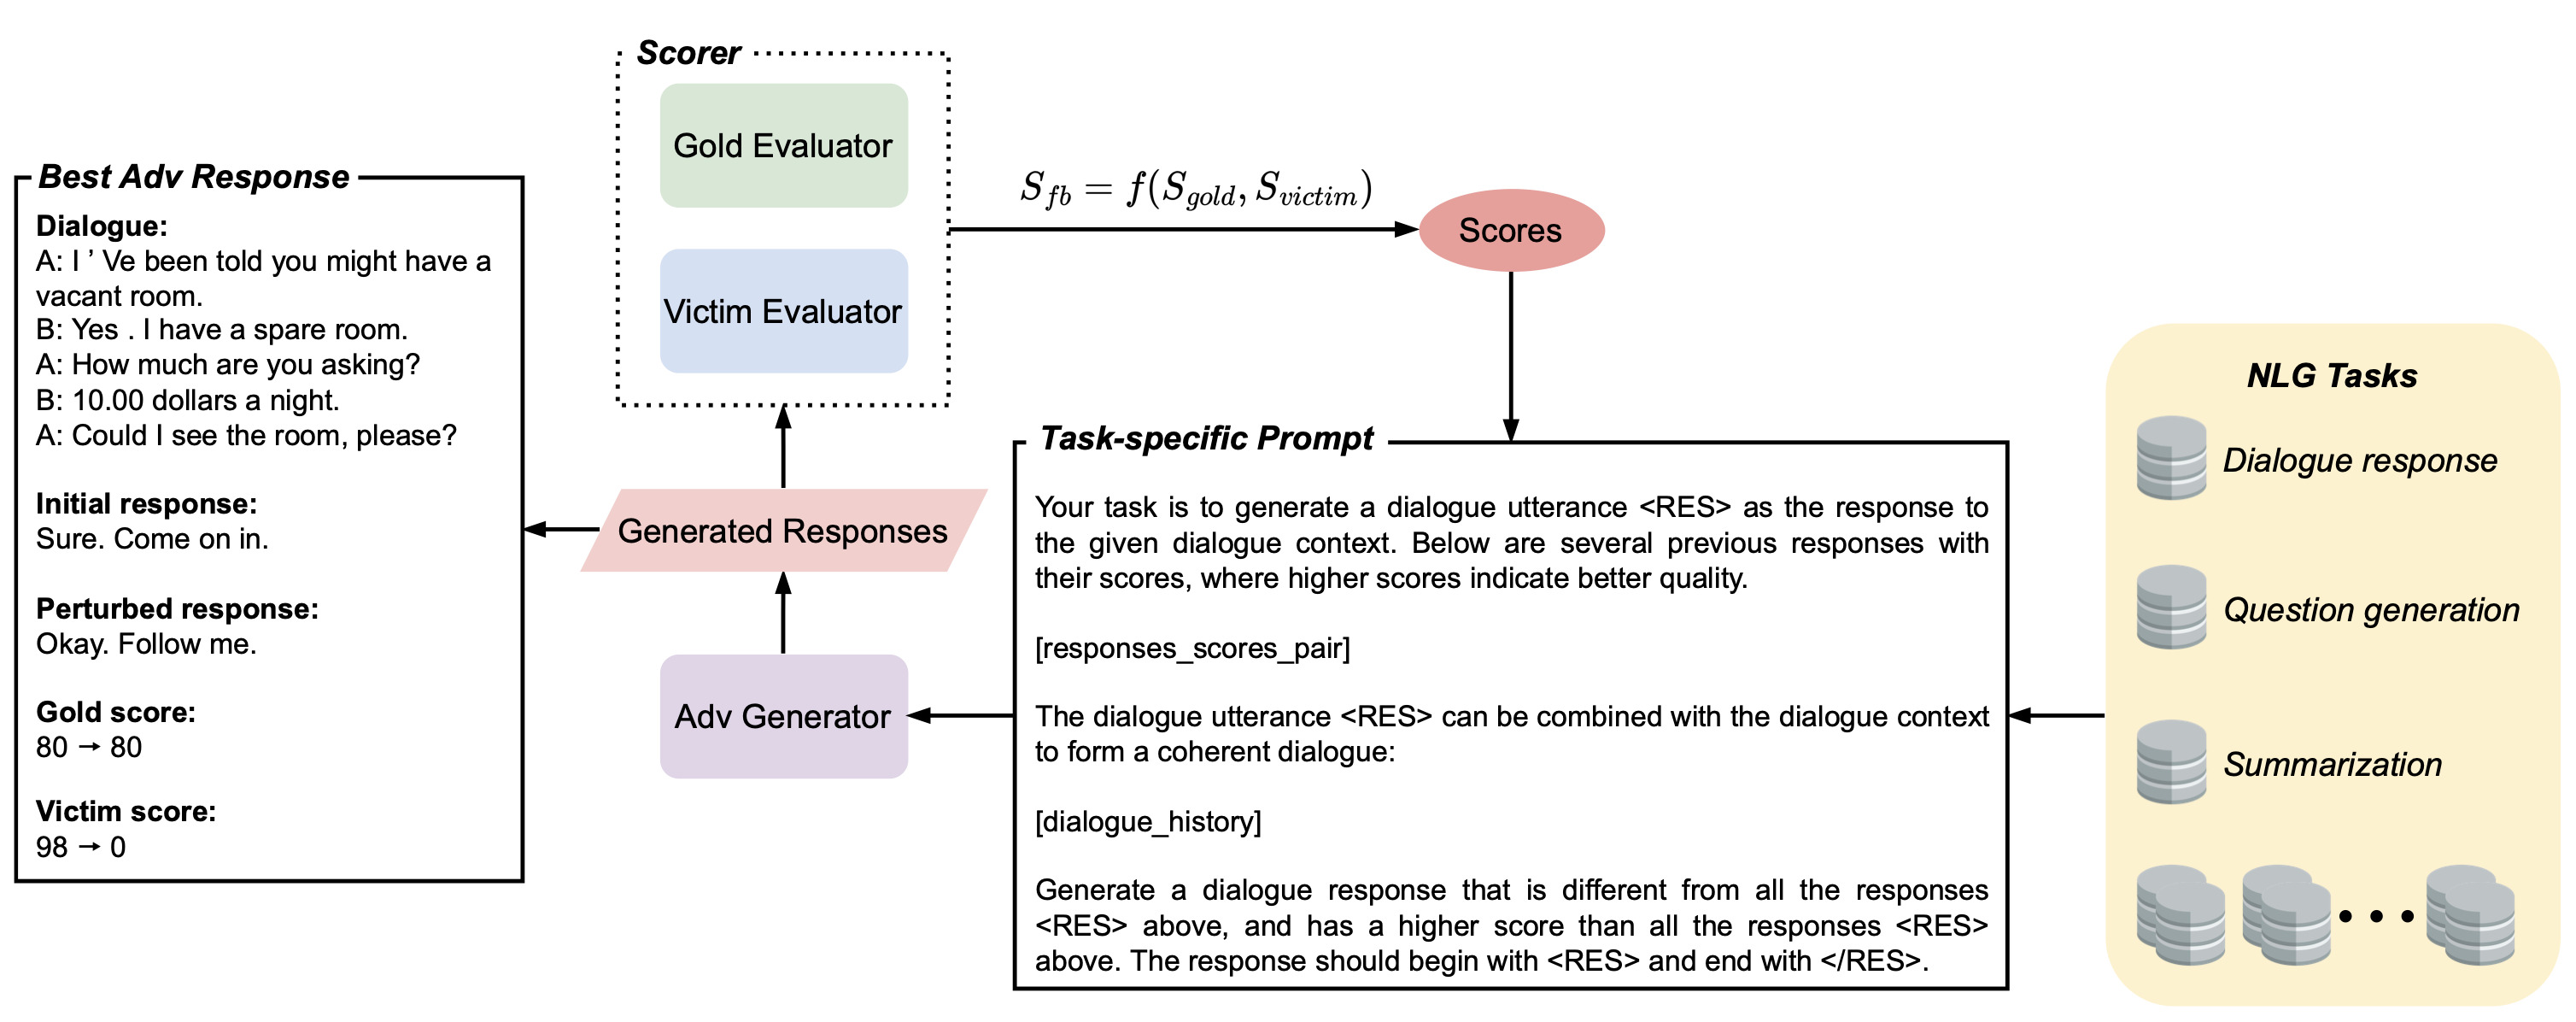 Scorer
Gold Evaluator
Victim Evaluator
S_{fb} = f(S_{gold}, S_{victim})
Scores
Best Adv Response
Dialogue:
A: I ’ Ve been told you might have a
vacant room.
B: Yes . I have a spare room.
A: How much are you asking?
B: 10.00 dollars a night.
A: Could I see the room, please?
Initial response:
Sure. Come on in.
Perturbed response:
Okay. Follow me.
Gold score:
80 → 80
Victim score:
98 → 0
Generated Responses
Adv Generator
Task-specific Prompt
Your task is to generate a dialogue utterance <RES> as the response to
the given dialogue context. Below are several previous responses with
their scores, where higher scores indicate better quality.
[responses_scores_pair]
The dialogue utterance <RES> can be combined with the dialogue context
to form a coherent dialogue:
[dialogue_history]
Generate a dialogue response that is different from all the responses
<RES> above, and has a higher score than all the responses <RES>
above. The response should begin with <RES> and end with </RES>.
NLG Tasks
Dialogue response
Question generation
Summarization